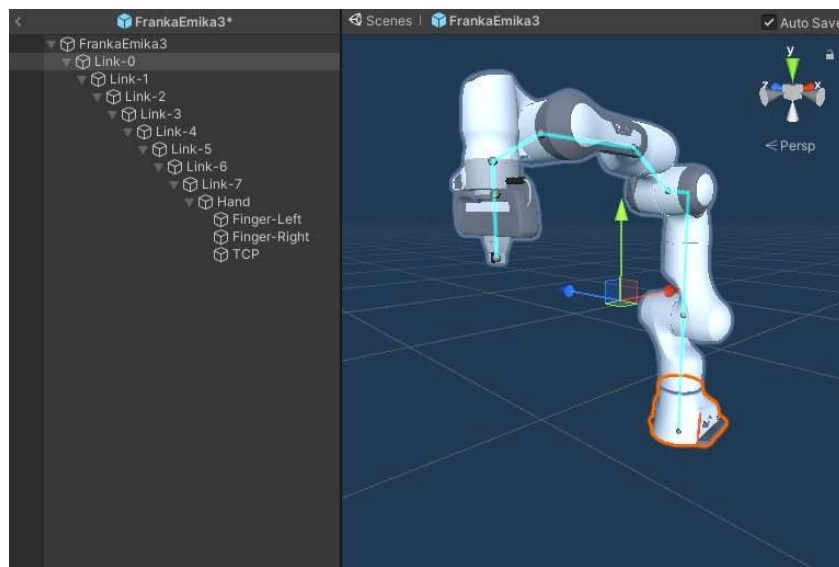 FrankaEmika3*
Scenes | FrankaEmika3
Auto Save
FrankaEmika3
Link-0
Link-1
Link-2
Link-3
Link-4
Link-5
Link-6
Link-7
Hand
Finger-Left
Finger-Right
TCP
y
z
x
< Persp